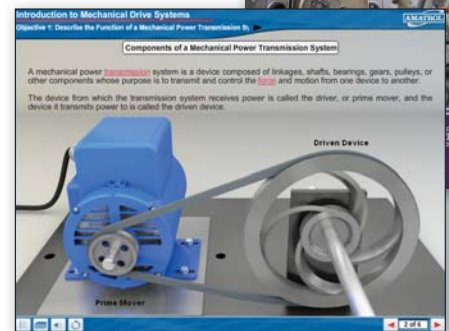 Introduction to Mechanical Drive Systems
Objective 1: Describe the Function of a Mechanical Power Transmission Sy
AMATROL
Components of a Mechanical Power Transmission System
A mechanical power transmission system is a device composed of linkages, shafts, bearings, gears, pulleys, or
other components whose purpose is to transmit and control the force and motion from one device to another.
The device from which the transmission system receives power is called the driver, or prime mover, and the
device it transmits power to is called the driven device.
Driven Device
Prime Mover
2 of 6